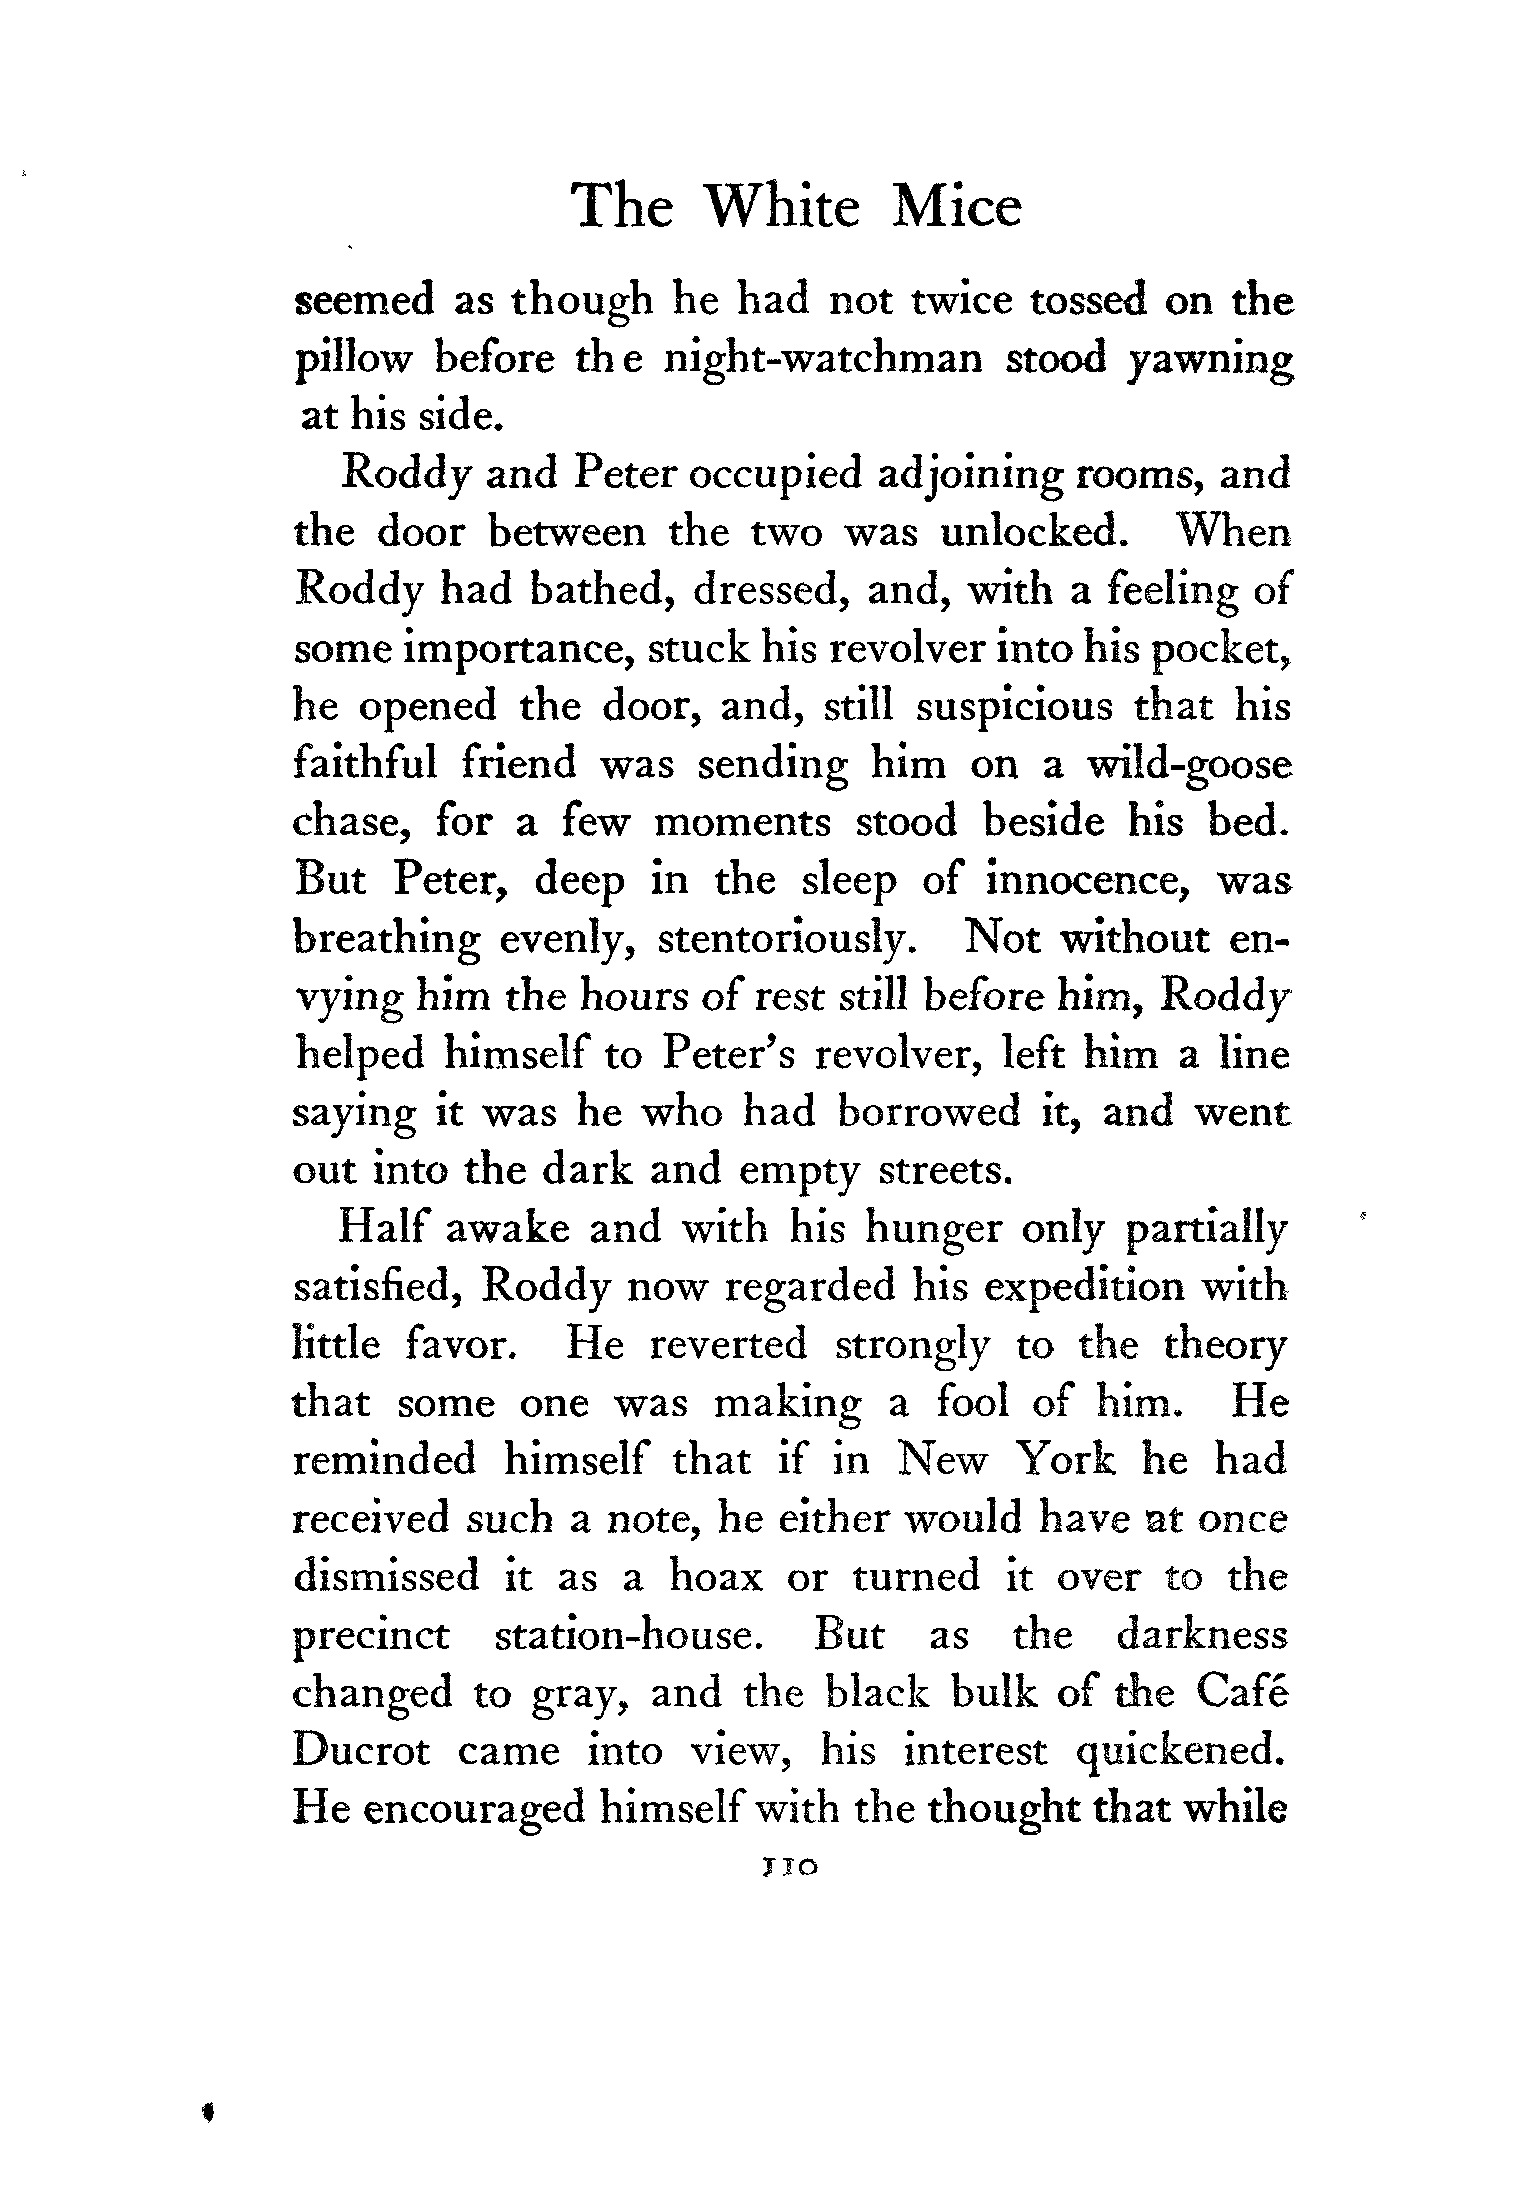 The White Mice
seemed as though he had not twice tossed on the
pillow before the night-watchman stood yawning
at his side.
Roddy and Peter occupied adjoining rooms, and
the door between the two was unlocked. When
Roddy had bathed, dressed, and, with a feeling of
some importance, stuck his revolver into his pocket,
he opened the door, and, still suspicious that his
faithful friend was sending him on a wild-goose
chase, for a few moments stood beside his bed.
But Peter, deep in the sleep of innocence, was
breathing evenly, stentoriously. Not without en-
vying him the hours of rest still before him, Roddy
helped himself to Peter's revolver, left him a line
saying it was he who had borrowed it, and went
out into the dark and empty streets.
Half awake and with his hunger only partially
satisfied, Roddy now regarded his expedition with
little favor. He reverted strongly to the theory
that some one was making a fool of him. He
reminded himself that if in New York he had
received such a note, he either would have at once
dismissed it as a hoax or turned it over to the
precinct station-house. But as the darkness
changed to gray, and the black bulk of the Café
Ducrot came into view, his interest quickened.
He encouraged himself with the thought that while
110